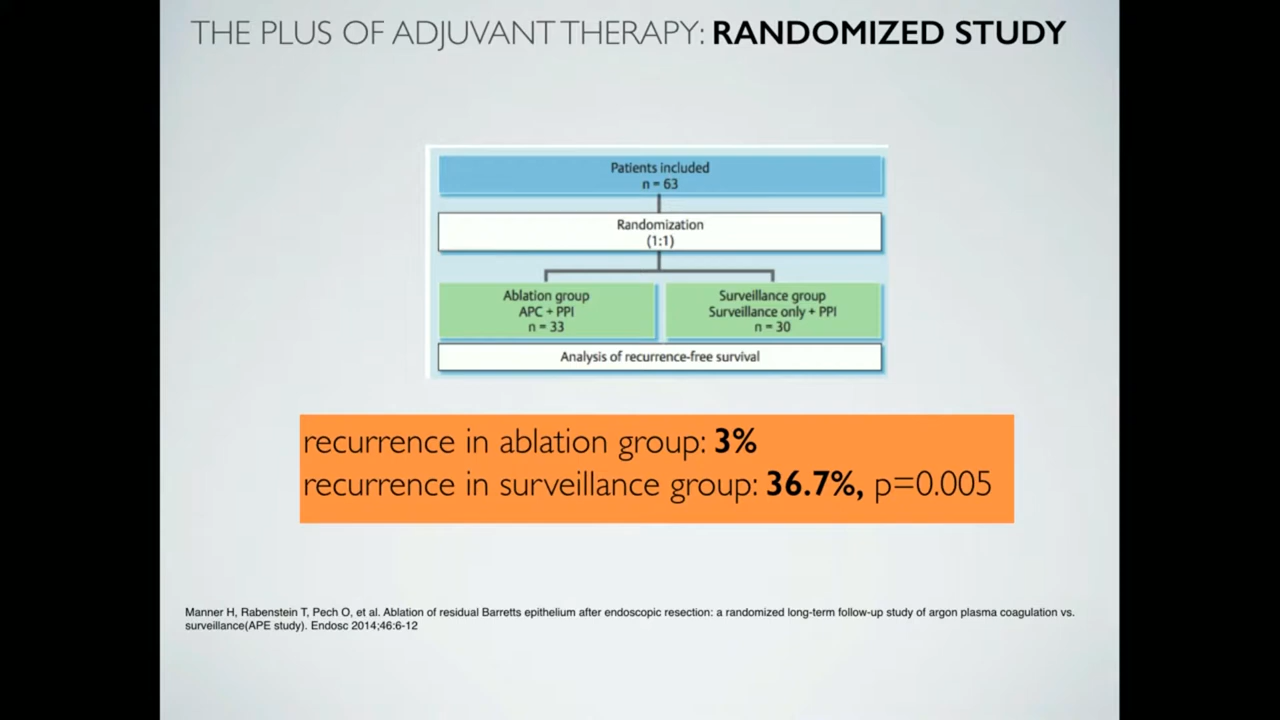 THE PLUS OF ADJUVANT THERAPY: RANDOMIZED STUDY
Patients included
n = 63
Randomization
(1:1)
Ablation group
APC + PPI
n = 33
Surveillance group
Surveillance only + PPI
n = 30
Analysis of recurrence-free survival
recurrence in ablation group: 3%
recurrence in surveillance group: 36.7%, p=0.005
Manner H, Rabenstein T, Pech O, et al. Ablation of residual Barretts epithelium after endoscopic resection: a randomized long-term follow-up study of argon plasma coagulation vs.
surveillance(APE study). Endosc 2014;46:6-12